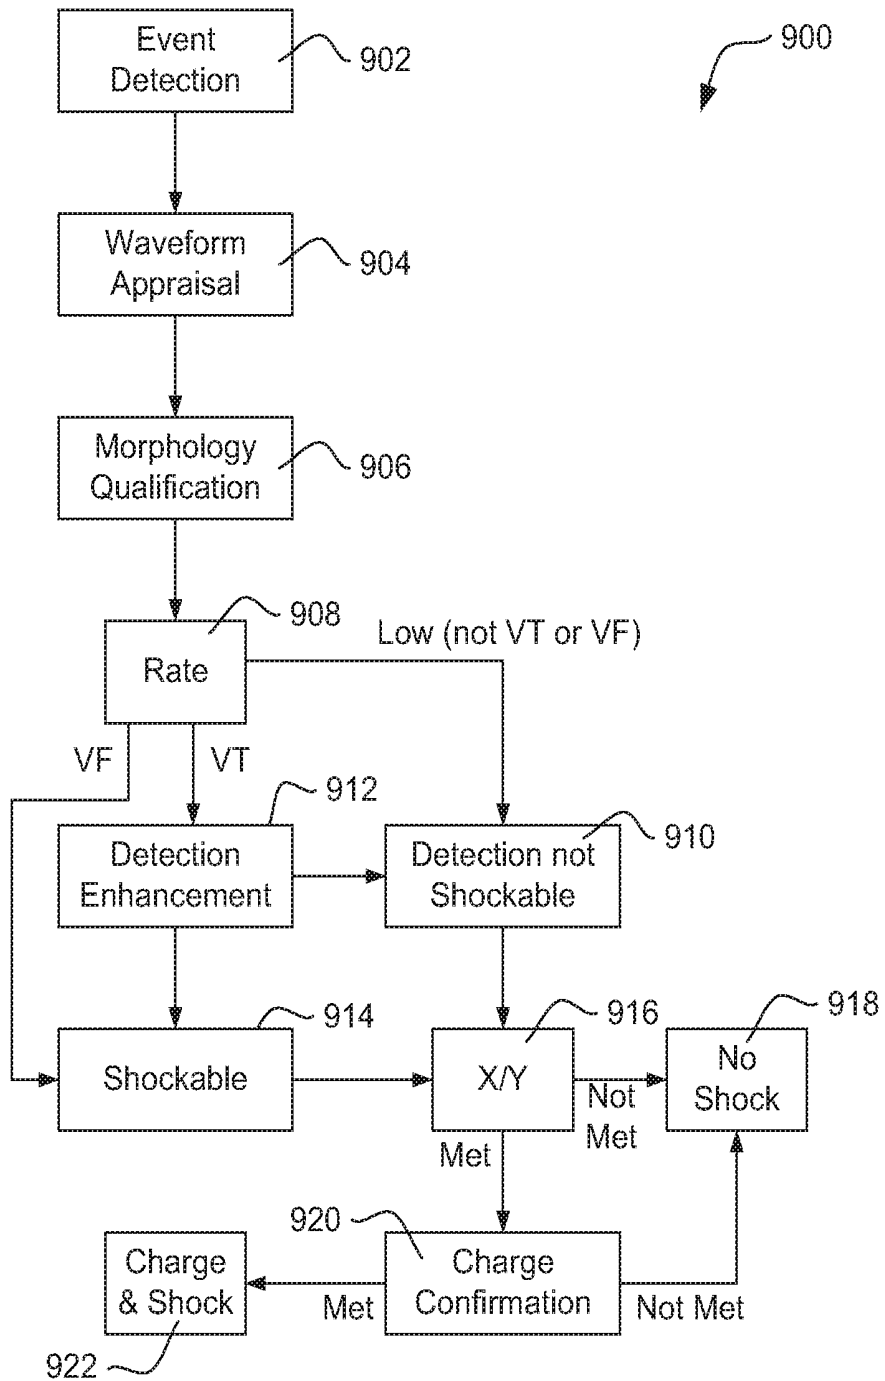 Event
Detection
902
900
Waveform
Appraisal
904
Morphology
Qualification
906
908
Rate
Low (not VT or VF)
VF
VT
912
910
Detection
Enhancement
Detection not
Shockable
914
916
918
Shockable
X/Y
No
Shock
Not
Met
Met
920
Charge
& Shock
Met
Charge
Confirmation
Not Met
922